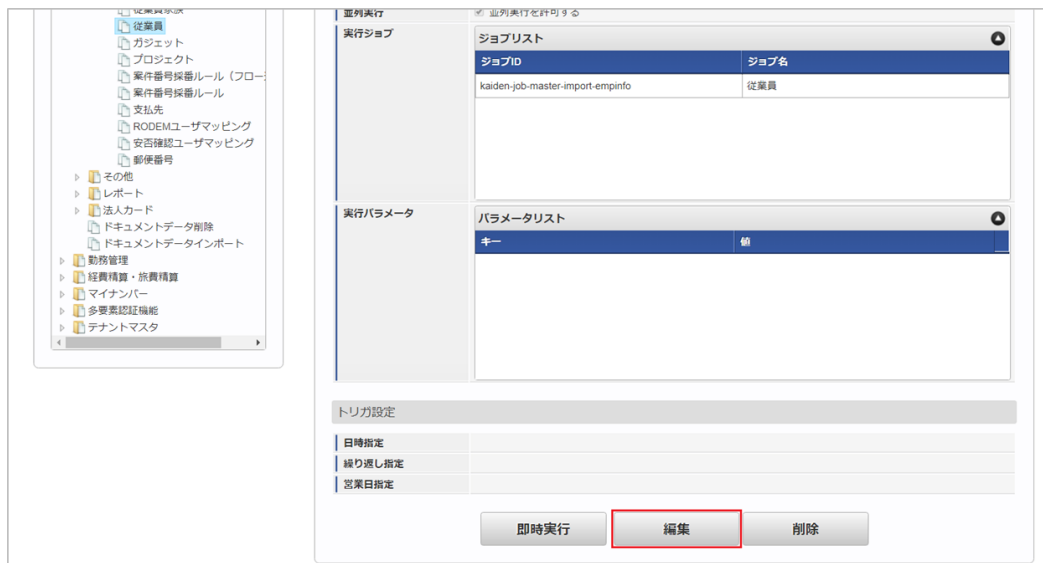 従業員家族
従業員
ガジェット
プロジェクト
案件番号採番ルール（フロー
案件番号採番ルール
支払先
RODEMユーザマッピング
安否確認ユーザマッピング
郵便番号
その他
レポート
法人カード
ドキュメントデータ削除
ドキュメントデータインポート
勤務管理
経費精算・旅費精算
マイナンバー
多要素認証機能
テナントマスタ
並列実行
並列実行を許可する
実行ジョブ
ジョブリスト
ジョブID
ジョブ名
kaiden-job-master-import-empinfo
従業員
実行パラメータ
パラメータリスト
キー
値
トリガ設定
日時指定
繰り返し指定
営業日指定
即時実行
編集
削除